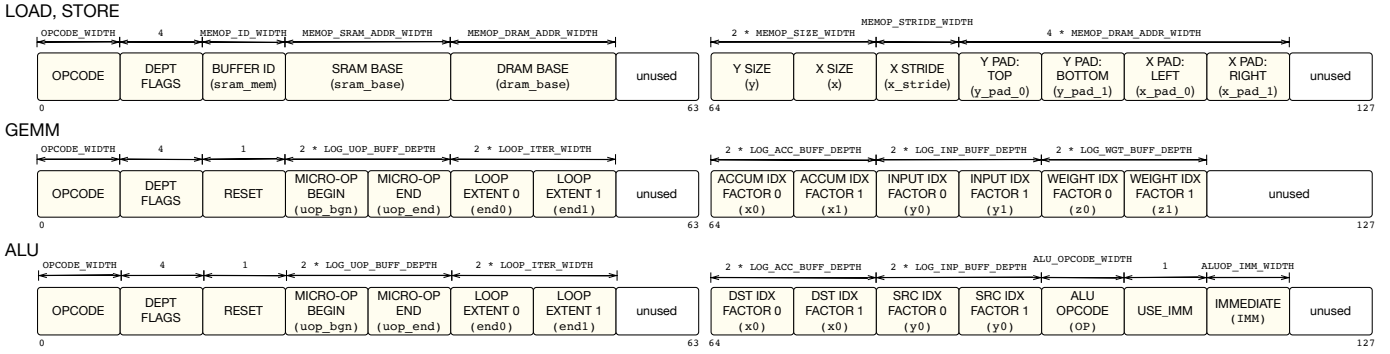 LOAD, STORE
OPCODE_WIDTH 4 MEMOP_ID_WIDTH MEMOP_SRAM_ADDR_WIDTH MEMOP_DRAM_ADDR_WIDTH 2 * MEMOP_SIZE_WIDTH MEMOP_STRIDE_WIDTH 4 * MEMOP_DRAM_ADDR_WIDTH
OPCODE DEPT FLAGS BUFFER ID (sram_mem) SRAM BASE (sram_base) DRAM BASE (dram_base) unused Y SIZE (y) X SIZE (x) X STRIDE (x_stride) Y PAD: TOP (y_pad_0) Y PAD: BOTTOM (y_pad_1) X PAD: LEFT (x_pad_0) X PAD: RIGHT (x_pad_1) unused
0 63 64 127
GEMM
OPCODE_WIDTH 4 1 2 * LOG_UOP_BUFF_DEPTH 2 * LOOP_ITER_WIDTH 2 * LOG_ACC_BUFF_DEPTH 2 * LOG_INP_BUFF_DEPTH 2 * LOG_WGT_BUFF_DEPTH
OPCODE DEPT FLAGS RESET MICRO-OP BEGIN (uop_bgn) MICRO-OP END (uop_end) LOOP EXTENT 0 (end0) LOOP EXTENT 1 (end1) unused ACCUM IDX FACTOR 0 (x0) ACCUM IDX FACTOR 1 (x1) INPUT IDX FACTOR 0 (y0) INPUT IDX FACTOR 1 (y1) WEIGHT IDX FACTOR 0 (z0) WEIGHT IDX FACTOR 1 (z1) unused
0 63 64 127
ALU
OPCODE_WIDTH 4 1 2 * LOG_UOP_BUFF_DEPTH 2 * LOOP_ITER_WIDTH 2 * LOG_ACC_BUFF_DEPTH 2 * LOG_INP_BUFF_DEPTH ALU_OPCODE_WIDTH 1 ALUOP_IMM_WIDTH
OPCODE DEPT FLAGS RESET MICRO-OP BEGIN (uop_bgn) MICRO-OP END (uop_end) LOOP EXTENT 0 (end0) LOOP EXTENT 1 (end1) unused DST IDX FACTOR 0 (x0) DST IDX FACTOR 1 (x0) SRC IDX FACTOR 0 (y0) SRC IDX FACTOR 1 (y0) ALU OPCODE (OP) USE_IMM IMMEDIATE (IMM) unused
0 63 64 127